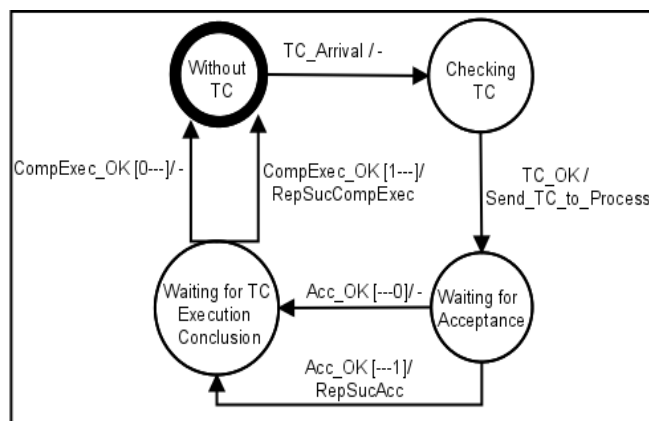 Without
TC
TC_Arrival / -
Checking
TC
CompExec_OK [0---]/ -
CompExec_OK [1---]/
RepSucCompExec
TC_OK /
Send_TC_to_Process
Waiting for TC
Execution
Conclusion
Acc_OK [---0]/ -
Waiting for
Acceptance
Acc_OK [---1]/
RepSucAcc